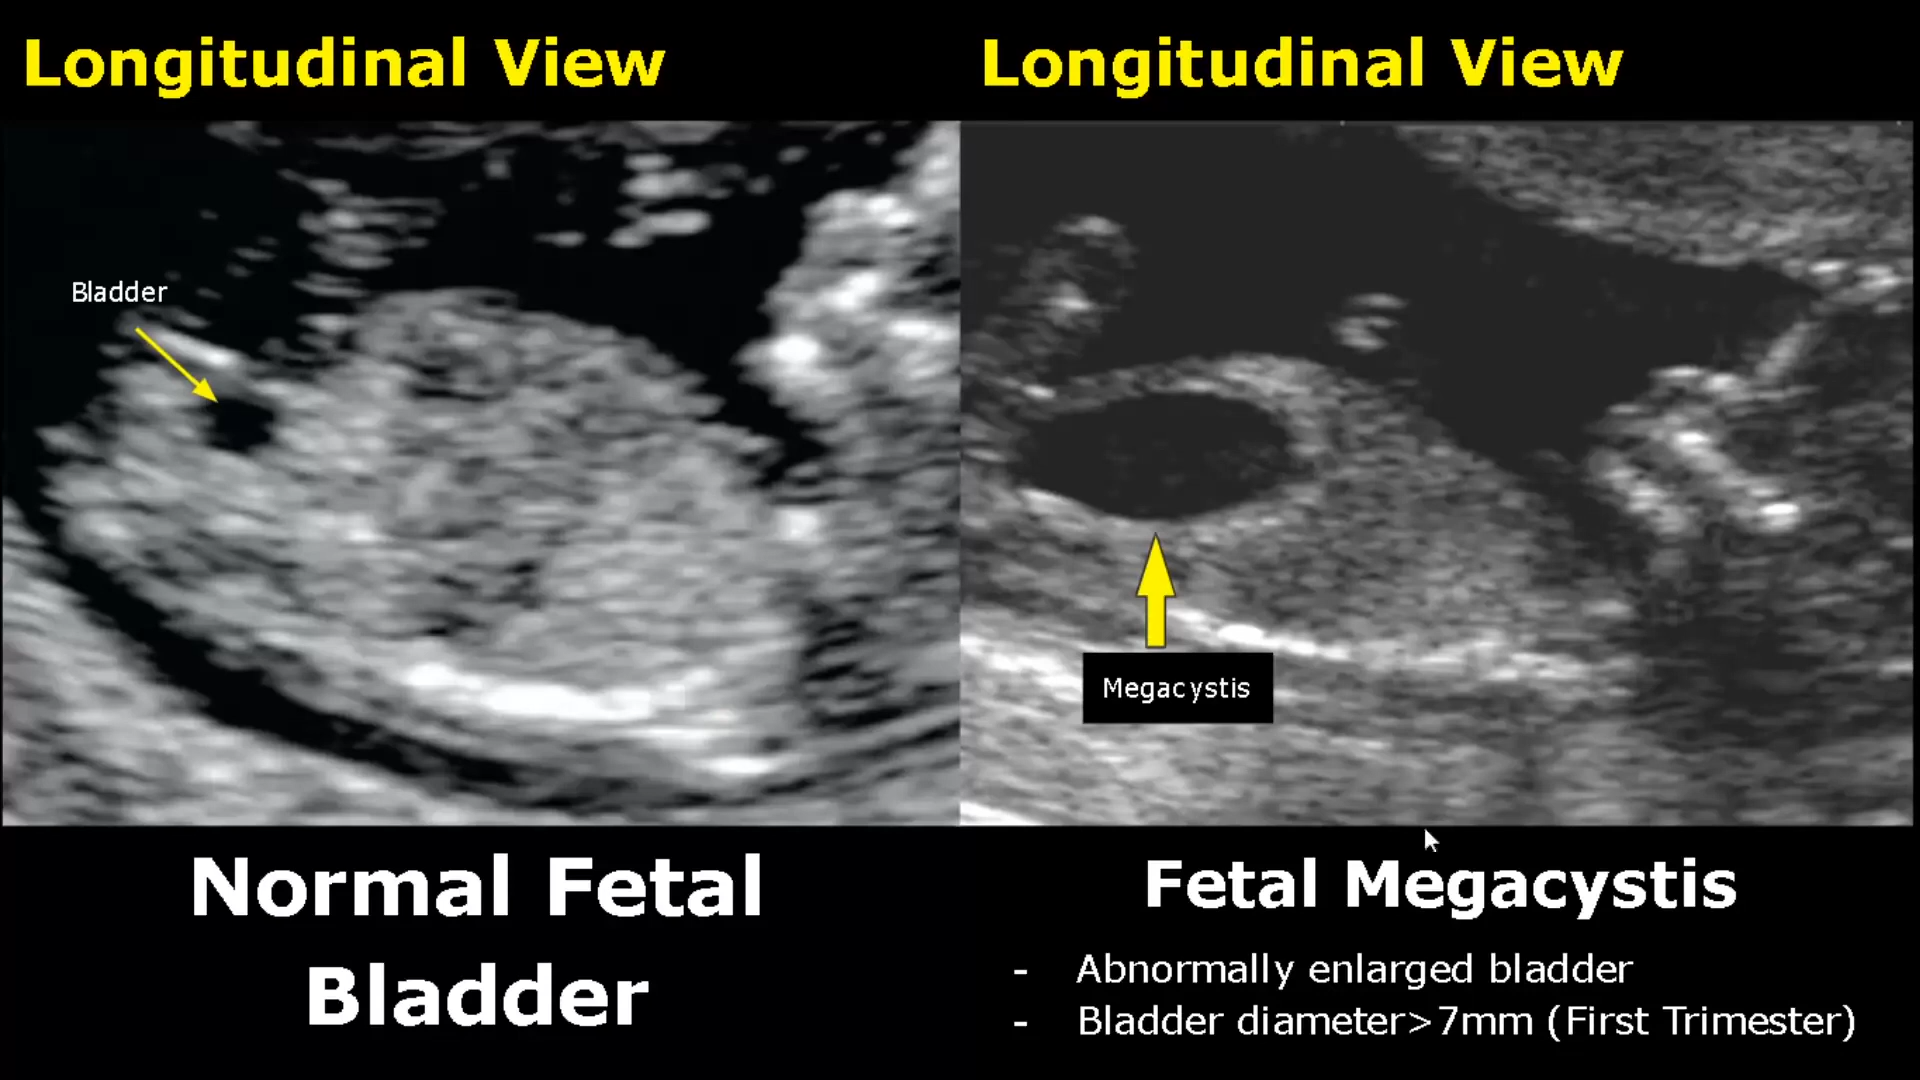 Longitudinal View
Longitudinal View
Bladder
Megacystis
Normal Fetal
Bladder
Fetal Megacystis
- Abnormally enlarged bladder
- Bladder diameter>7mm (First Trimester)